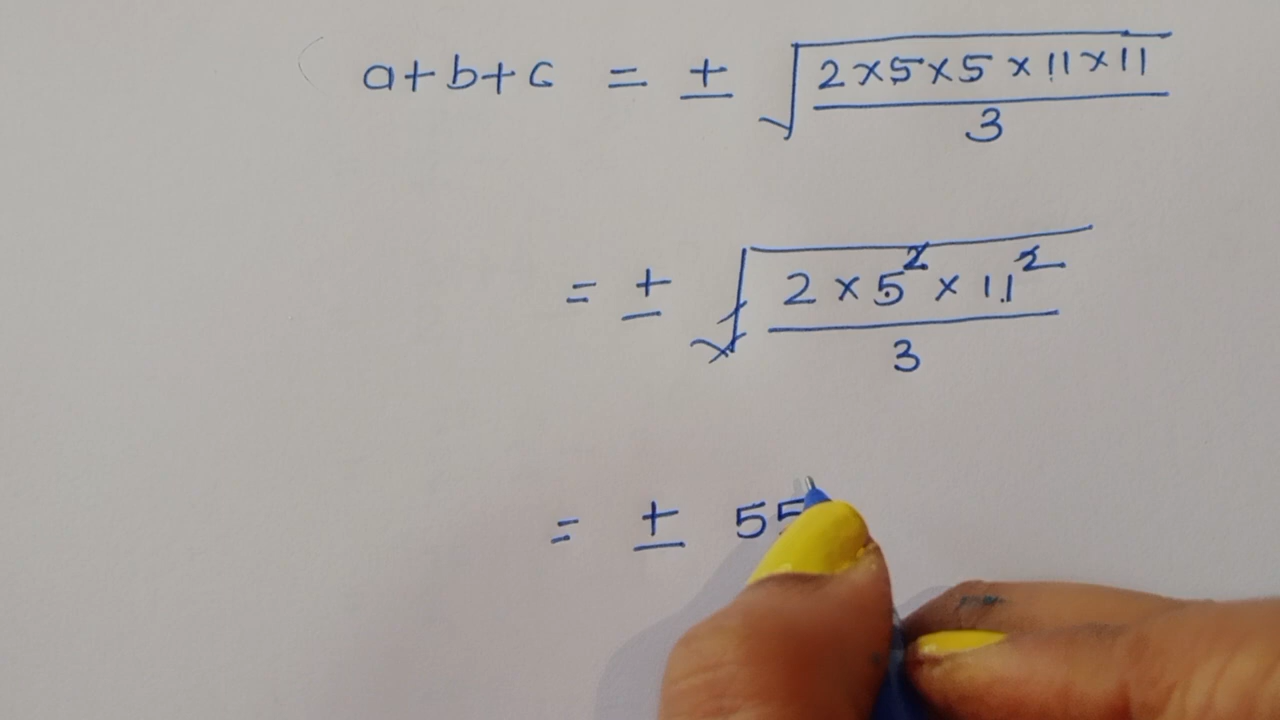 a+b+c = ± √(2×5×5×11×11/3)
= ± √(2×5²×11²/3)
= ± 55